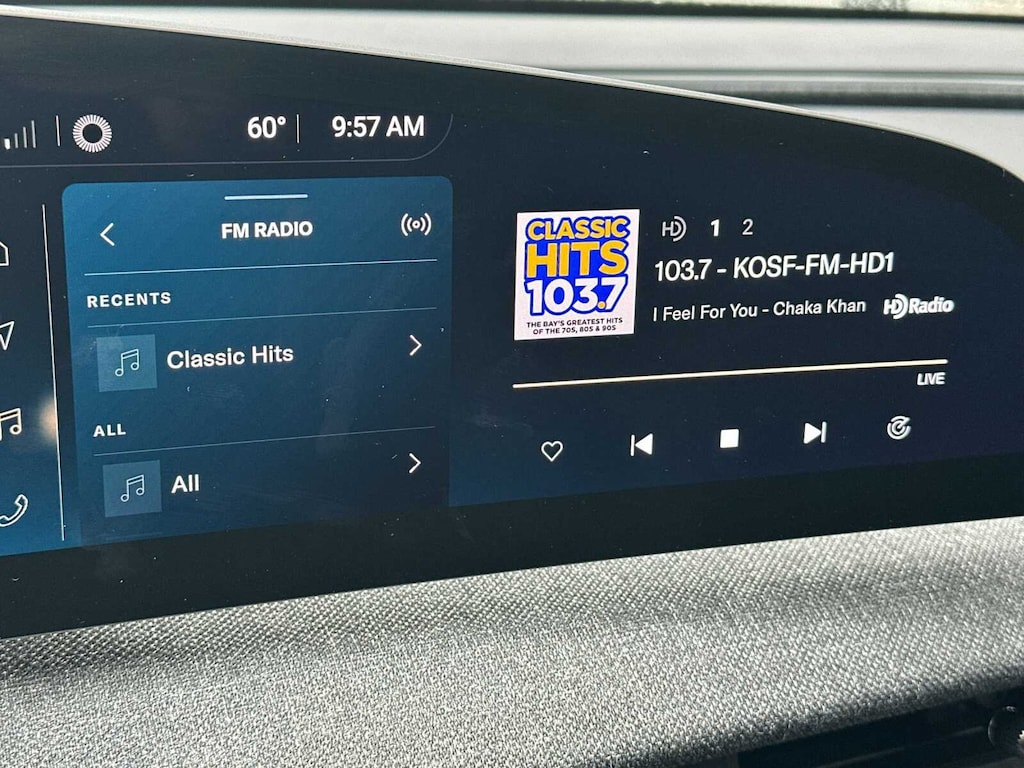 60° 9:57 AM
FM RADIO
RECENTS
Classic Hits
ALL
All
CLASSIC
HITS
103.7
THE BAY'S GREATEST HITS
OF THE 70S, 80S & 90S
HD 1 2
103.7 - KOSF-FM-HD1
I Feel For You - Chaka Khan HD Radio
LIVE